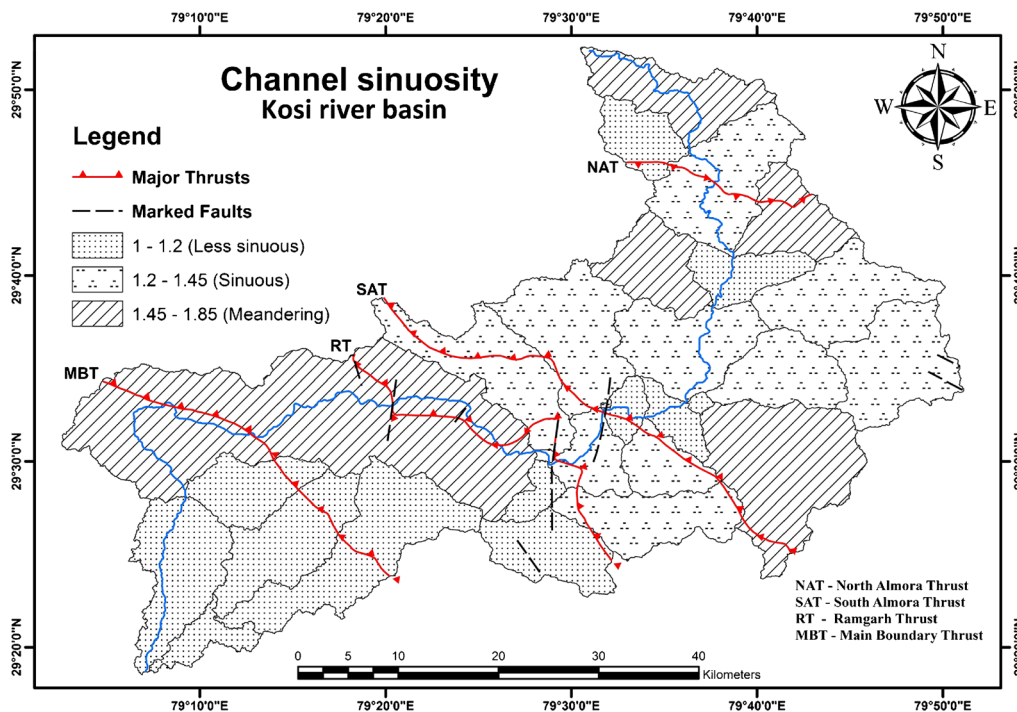 79°10'0"E 79°20'0"E 79°30'0"E 79°40'0"E 79°50'0"E
Channel sinuosity
Kosi river basin
N
W E
S
Legend
Major Thrusts
Marked Faults
1 - 1.2 (Less sinuous)
1.2 - 1.45 (Sinuous)
1.45 - 1.85 (Meandering)
NAT
SAT
RT
MBT
29°50'0"N
29°40'0"N
29°30'0"N
29°20'0"N
NAT - North Almora Thrust
SAT - South Almora Thrust
RT - Ramgarh Thrust
MBT - Main Boundary Thrust
0 5 10 20 30 40
Kilometers
79°10'0"E 79°20'0"E 79°30'0"E 79°40'0"E 79°50'0"E